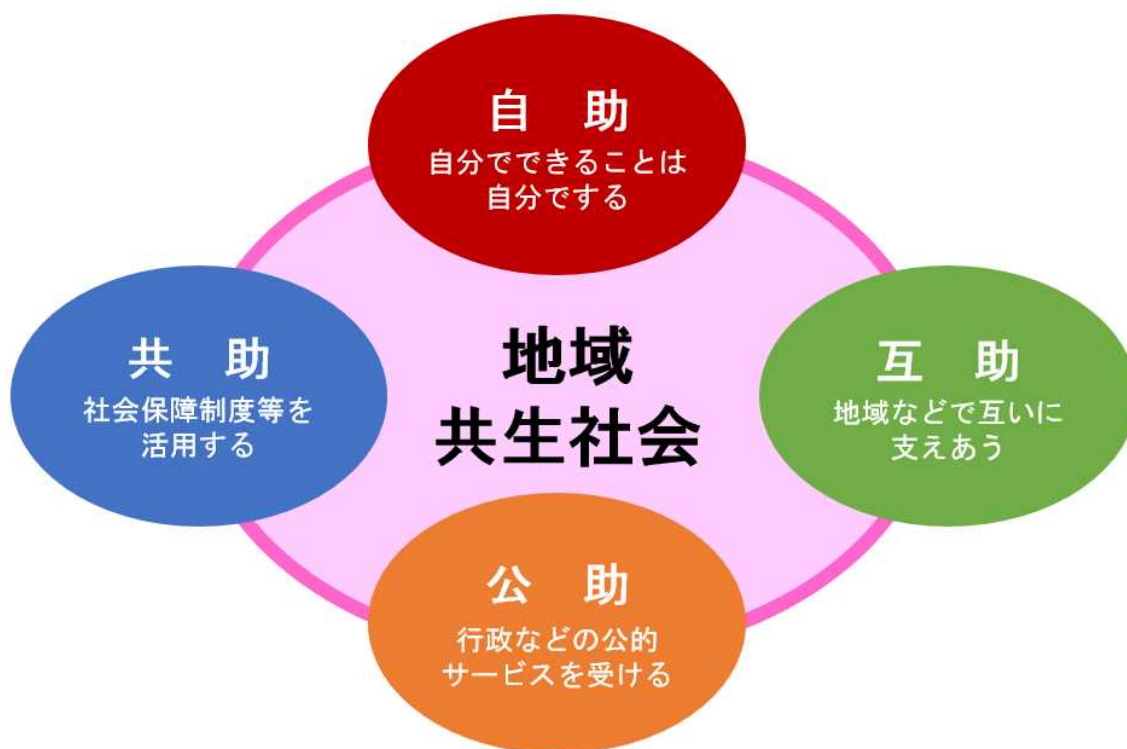 自　助
自分でできることは
自分でする
共　助
社会保障制度等を
活用する
地域
共生社会
互　助
地域などで互いに
支えあう
公　助
行政などの公的
サービスを受ける